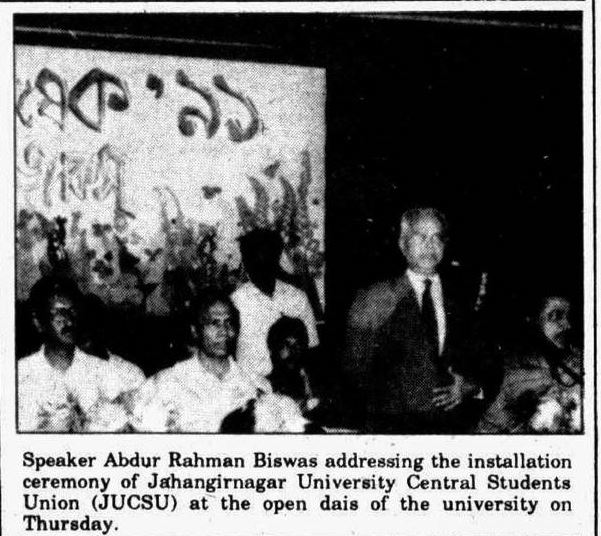 ষেক '৯১
Speaker Abdur Rahman Biswas addressing the installation
ceremony of Jahangirnagar University Central Students
Union (JUCSU) at the open dais of the university on
Thursday.